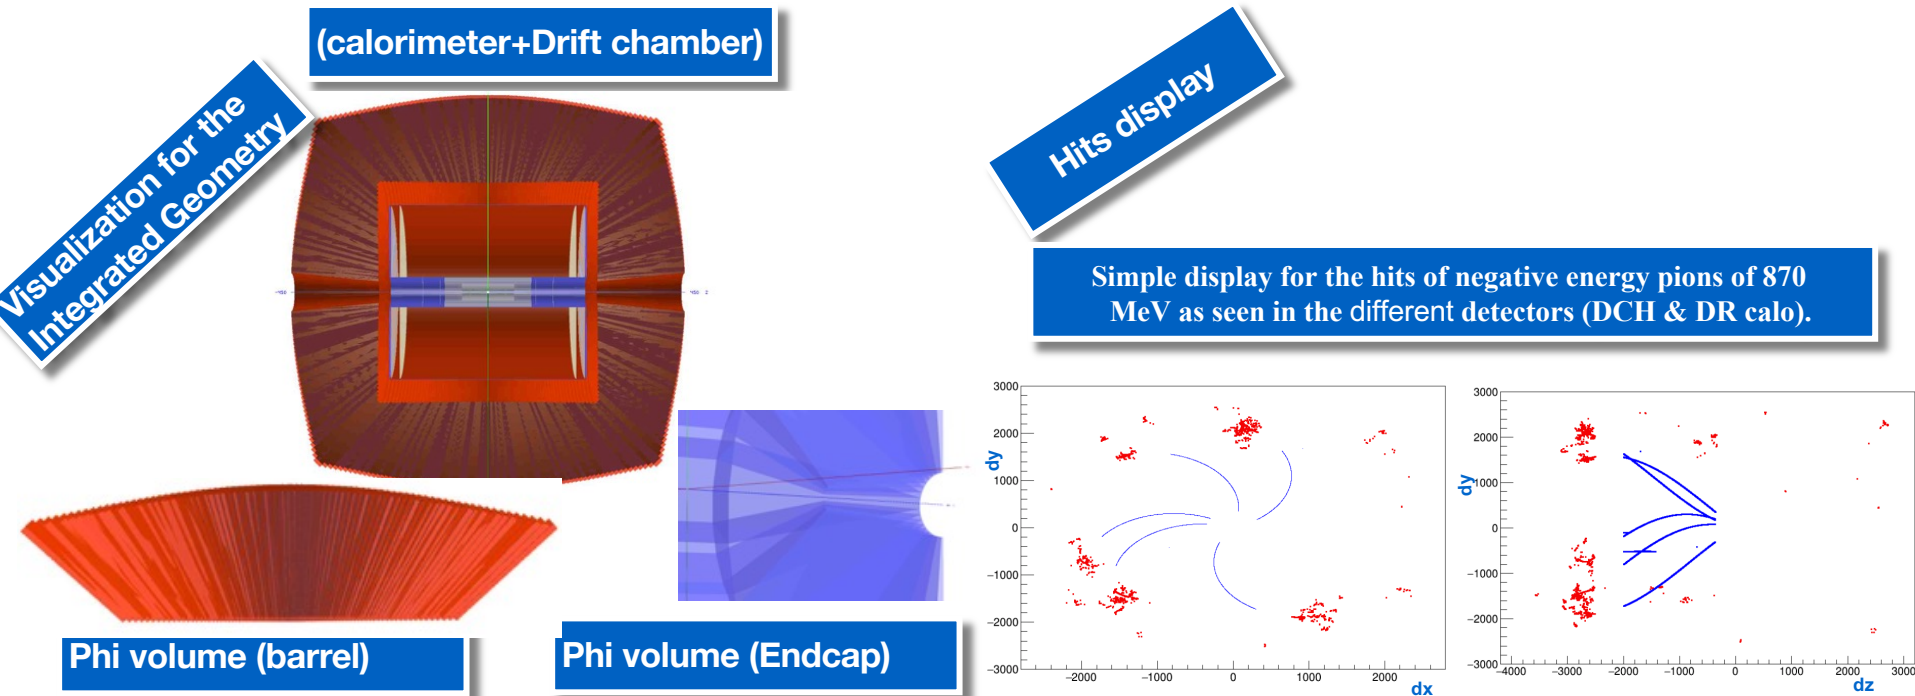 (calorimeter+Drift chamber)
Visualization for the
Integrated Geometry
Hits display
Simple display for the hits of negative energy pions of 870
MeV as seen in the different detectors (DCH & DR calo).
Phi volume (barrel)
Phi volume (Endcap)
3000
2000
1000
0
−1000
−2000
−3000
dy
−2000
−1000
0
1000
2000
dx
3000
2000
1000
0
−1000
−2000
−3000
dy
−4000
−3000
−2000
−1000
0
1000
2000
3000
dz